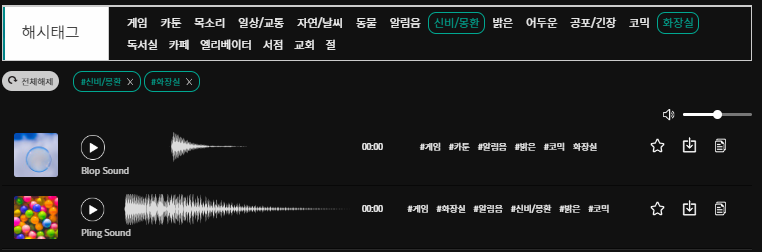 해시태그
게임 카툰 목소리 일상/교통 자연/날씨 동물 알림음 신비/몽환 밝은 어두운 공포/긴장 코믹 화장실
독서실 카페 엘리베이터 서점 교회 절
전체해제 #신비/몽환 X #화장실 X
00:00 #게임 #카툰 #알림음 #밝은 #코믹 화장실
Blop Sound
00:00 #게임 #화장실 #알림음 #신비/몽환 #밝은 #코믹
Pling Sound